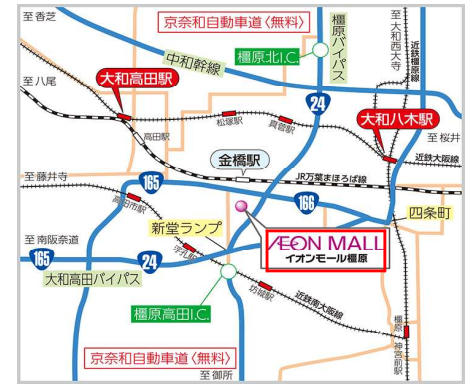 至香芝
京奈和自動車道〈無料〉
橿原バイパス
至大和西大寺
近鉄橿原線
中和幹線
橿原北I.C.
至八尾
大和高田駅
24
大和八木駅
至桜井
高田駅
松塚駅
真菅駅
金橋駅
JR万葉まほろば線
近鉄大阪線
至藤井寺
165
166
高田市駅
新堂ランプ
四条町
ÆON MALL
イオンモール橿原
至南阪奈道
165
24
浮孔駅
大和高田バイパス
橿原高田I.C.
坊城駅
近鉄南大阪線
橿原神宮前駅
京奈和自動車道〈無料〉
至御所